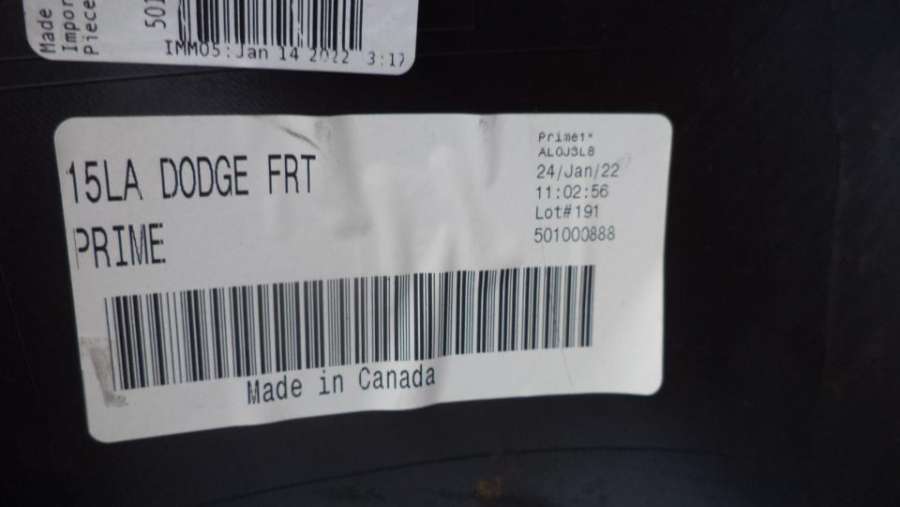 Made
Impor
Piece
501
IMM05:Jan 14 2022 3:17
15LA DODGE FRT
PRIME
Prime1*
AL0J3L8
24/Jan/22
11:02:56
Lot#191
501000888
Made in Canada